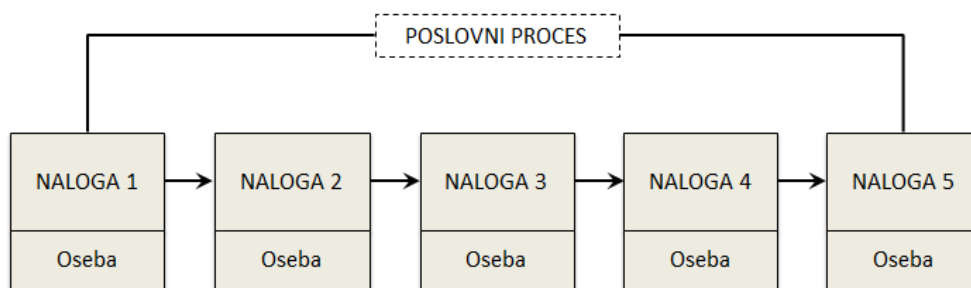 POSLOVNI PROCES
NALOGA 1
NALOGA 2
NALOGA 3
NALOGA 4
NALOGA 5
Oseba
Oseba
Oseba
Oseba
Oseba